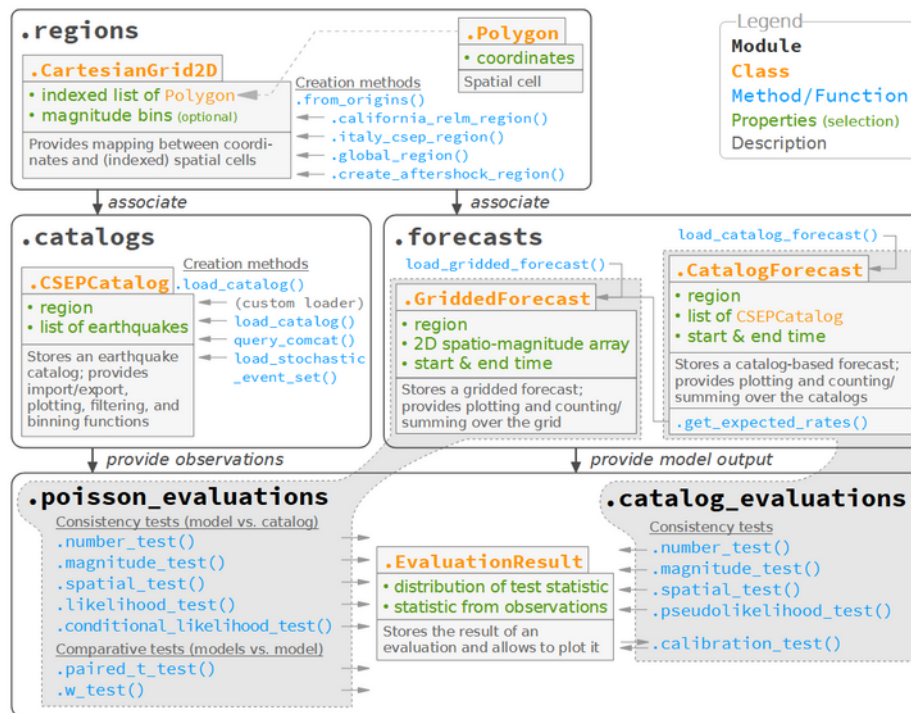 .regions
.Polygon
• coordinates
Spatial cell
.CartesianGrid2D
• indexed list of Polygon
• magnitude bins (optional)
Provides mapping between coordi-
nates and (indexed) spatial cells
Creation methods
.from_origins()
.california_relm_region()
.italy_csep_region()
.global_region()
.create_aftershock_region()
Legend
Module
Class
Method/Function
Properties (selection)
Description
associate
associate
.catalogs
.CSEPCatalog
• region
• list of earthquakes
Stores an earthquake
catalog; provides
import/export,
plotting, filtering, and
binning functions
Creation methods
.load_catalog()
(custom loader)
load_catalog()
query_comcat()
load_stochastic
_event_set()
.forecasts
load_gridded_forecast()
.GriddedForecast
• region
• 2D spatio-magnitude array
• start & end time
Stores a gridded forecast;
provides plotting and counting/
summing over the grid
load_catalog_forecast()
.CatalogForecast
• region
• list of CSEPCatalog
• start & end time
Stores a catalog-based forecast;
provides plotting and counting/
summing over the catalogs
.get_expected_rates()
provide observations
provide model output
.poisson_evaluations
Consistency tests (model vs. catalog)
.number_test()
.magnitude_test()
.spatial_test()
.likelihood_test()
.conditional_likelihood_test()
Comparative tests (models vs. model)
.paired_t_test()
.w_test()
.EvaluationResult
• distribution of test statistic
• statistic from observations
Stores the result of an
evaluation and allows to plot it
.catalog_evaluations
Consistency tests
.number_test()
.magnitude_test()
.spatial_test()
.pseudolikelihood_test()
.calibration_test()